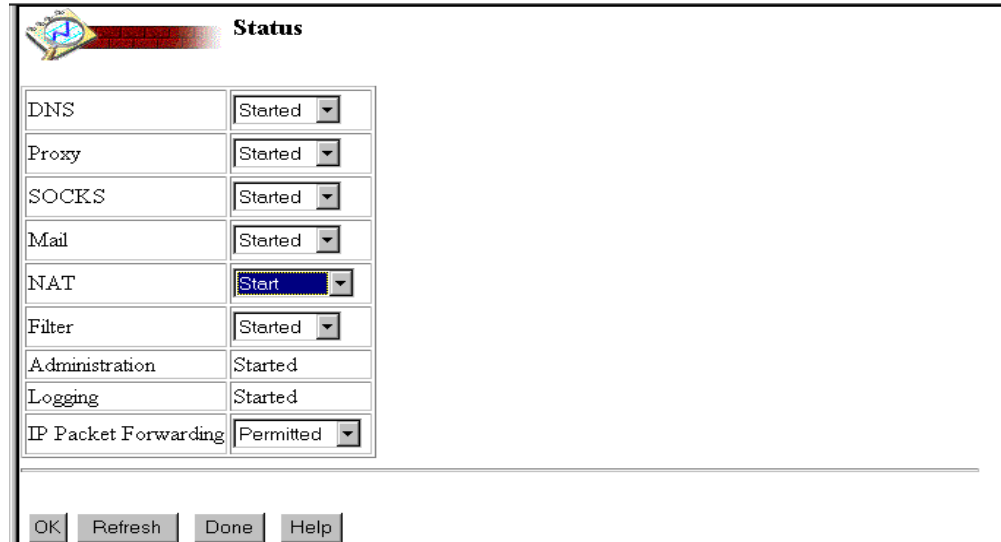 Status
DNS Started
Proxy Started
SOCKS Started
Mail Started
NAT Start
Filter Started
Administration Started
Logging Started
IP Packet Forwarding Permitted
OK Refresh Done Help